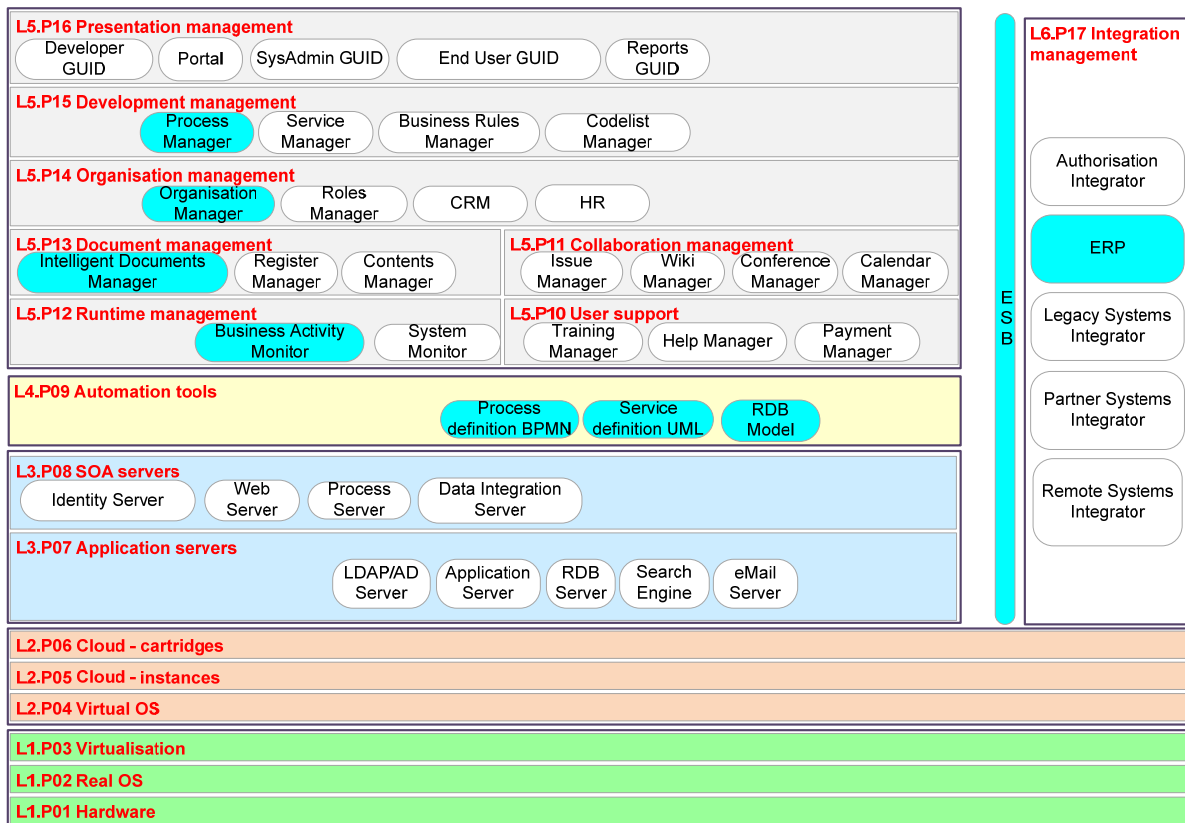 L5.P16 Presentation management
Developer
GUID
Portal
SysAdmin GUID
End User GUID
Reports
GUID
L5.P15 Development management
Process
Manager
Service
Manager
Business Rules
Manager
Codelist
Manager
L5.P14 Organisation management
Organisation
Manager
Roles
Manager
CRM
HR
L5.P13 Document management
Intelligent Documents
Manager
Register
Manager
Contents
Manager
L5.P11 Collaboration management
Issue
Manager
Wiki
Manager
Conference
Manager
Calendar
Manager
L5.P12 Runtime management
Business Activity
Monitor
System
Monitor
L5.P10 User support
Training
Manager
Help Manager
Payment
Manager
L4.P09 Automation tools
Process
definition BPMN
Service
definition UML
RDB
Model
L3.P08 SOA servers
Identity Server
Web
Server
Process
Server
Data Integration
Server
L3.P07 Application servers
LDAP/AD
Server
Application
Server
RDB
Server
Search
Engine
eMail
Server
E
S
B
L6.P17 Integration
management
Authorisation
Integrator
ERP
Legacy Systems
Integrator
Partner Systems
Integrator
Remote Systems
Integrator
L2.P06 Cloud - cartridges
L2.P05 Cloud - instances
L2.P04 Virtual OS
L1.P03 Virtualisation
L1.P02 Real OS
L1.P01 Hardware